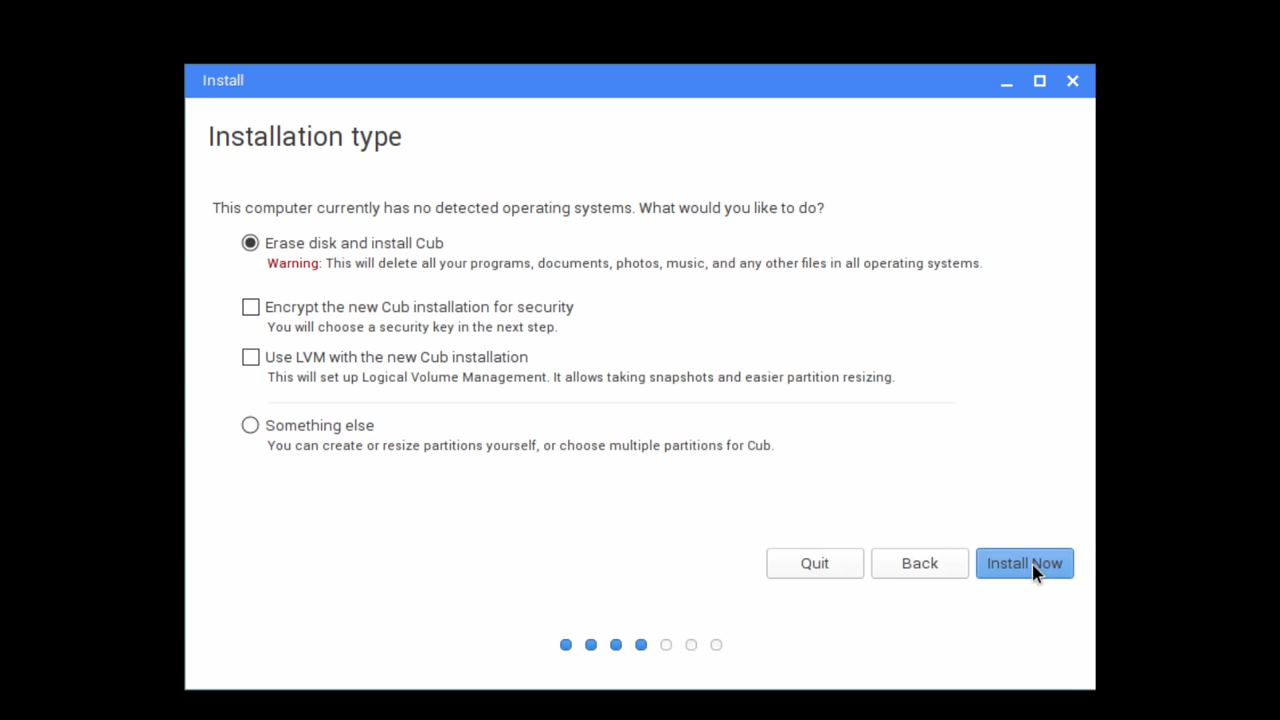 Install
Installation type
This computer currently has no detected operating systems. What would you like to do?
Erase disk and install Cub
Warning: This will delete all your programs, documents, photos, music, and any other files in all operating systems.
Encrypt the new Cub installation for security
You will choose a security key in the next step.
Use LVM with the new Cub installation
This will set up Logical Volume Management. It allows taking snapshots and easier partition resizing.
Something else
You can create or resize partitions yourself, or choose multiple partitions for Cub.
Quit Back Install Now